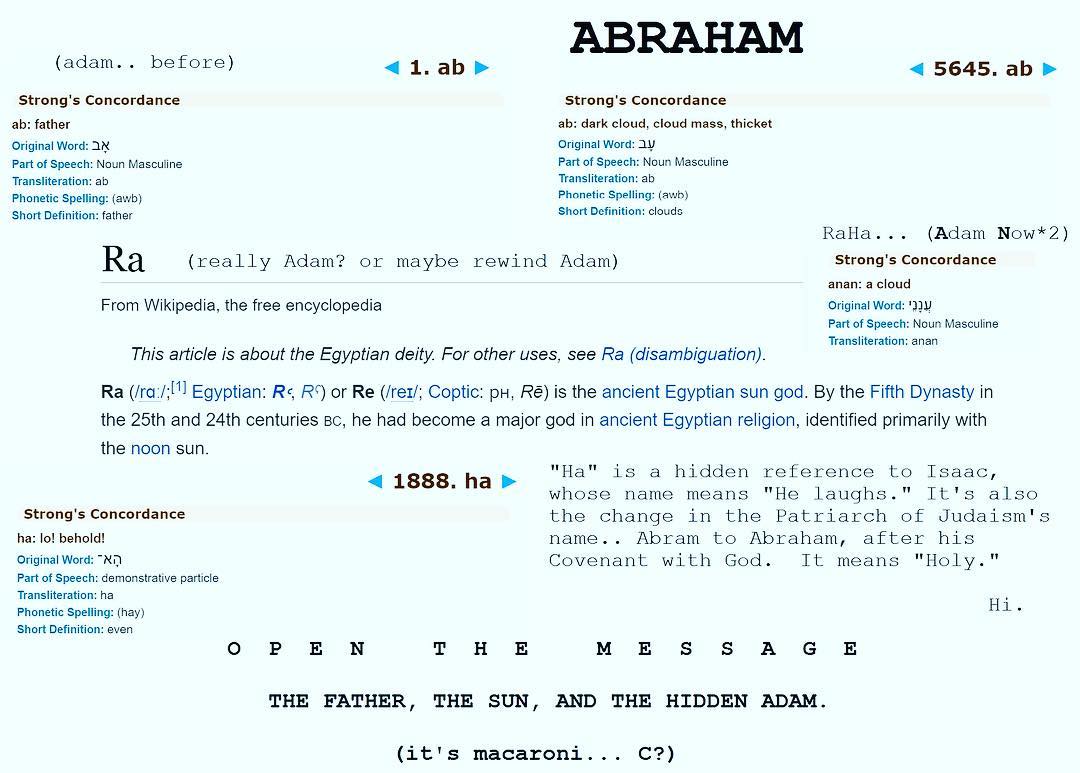 ABRAHAM
(adam.. before)
◄ 1. ab ►
Strong's Concordance
ab: father
Original Word: אָב
Part of Speech: Noun Masculine
Transliteration: ab
Phonetic Spelling: (awb)
Short Definition: father
◄ 5645. ab ►
Strong's Concordance
ab: dark cloud, cloud mass, thicket
Original Word: עָב
Part of Speech: Noun Masculine
Transliteration: ab
Phonetic Spelling: (awb)
Short Definition: clouds
RaHa... (Adam Now*2)
Strong's Concordance
anan: a cloud
Original Word: עֲנָנִי
Part of Speech: Noun Masculine
Transliteration: anan
Ra (really Adam? or maybe rewind Adam)
From Wikipedia, the free encyclopedia
This article is about the Egyptian deity. For other uses, see Ra (disambiguation).
Ra (/rɑː/;[1] Egyptian: Rꜥ, Rˤ) or Re (/reɪ/; Coptic: ⲣⲏ, Rē) is the ancient Egyptian sun god. By the Fifth Dynasty in
the 25th and 24th centuries BC, he had become a major god in ancient Egyptian religion, identified primarily with
the noon sun.
◄ 1888. ha ►
Strong's Concordance
ha: lo! behold!
Original Word: הָא־
Part of Speech: demonstrative particle
Transliteration: ha
Phonetic Spelling: (hay)
Short Definition: even
"Ha" is a hidden reference to Isaac,
whose name means "He laughs." It's also
the change in the Patriarch of Judaism's
name.. Abram to Abraham, after his
Covenant with God. It means "Holy."
Hi.
O P E N T H E M E S S A G E
THE FATHER, THE SUN, AND THE HIDDEN ADAM.
(it's macaroni... C?)